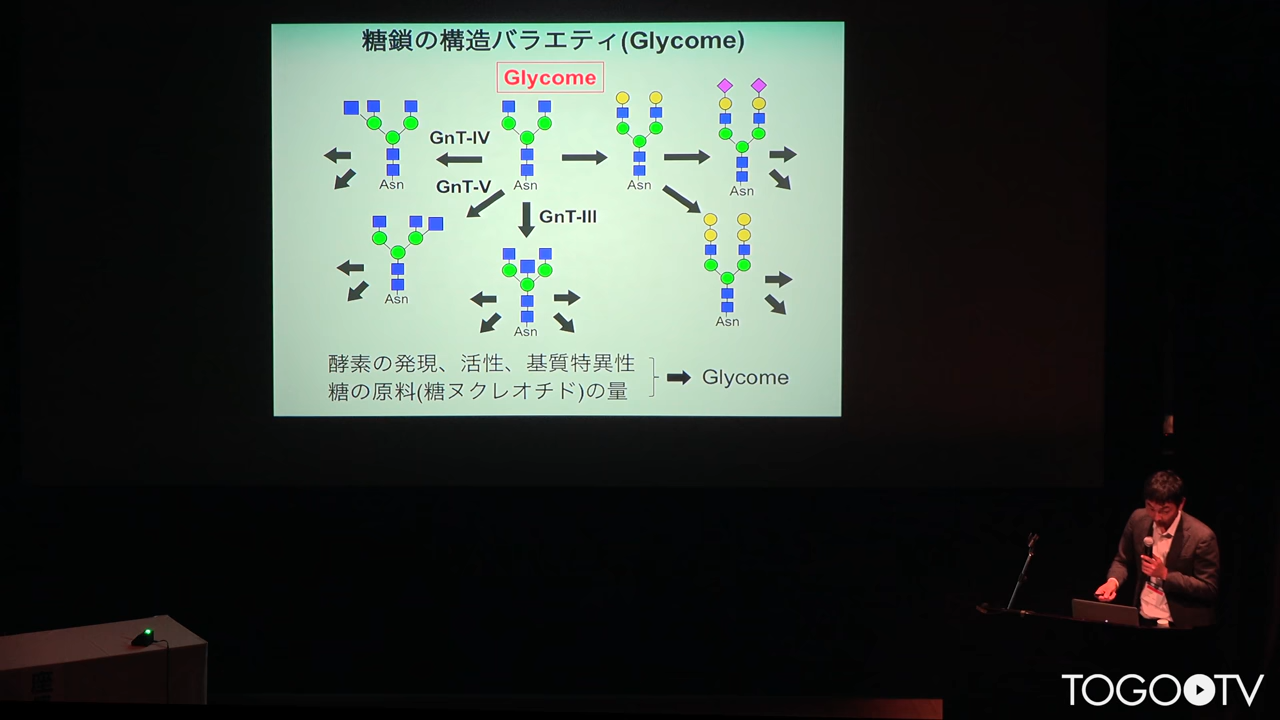 糖鎖の構造バラエティ(Glycome)
Glycome
GnT-IV
GnT-V
GnT-III
Asn
Asn
Asn
Asn
Asn
Asn
Asn
酵素の発現、活性、基質特異性
糖の原料(糖ヌクレオチド)の量
Glycome
TOGOTV